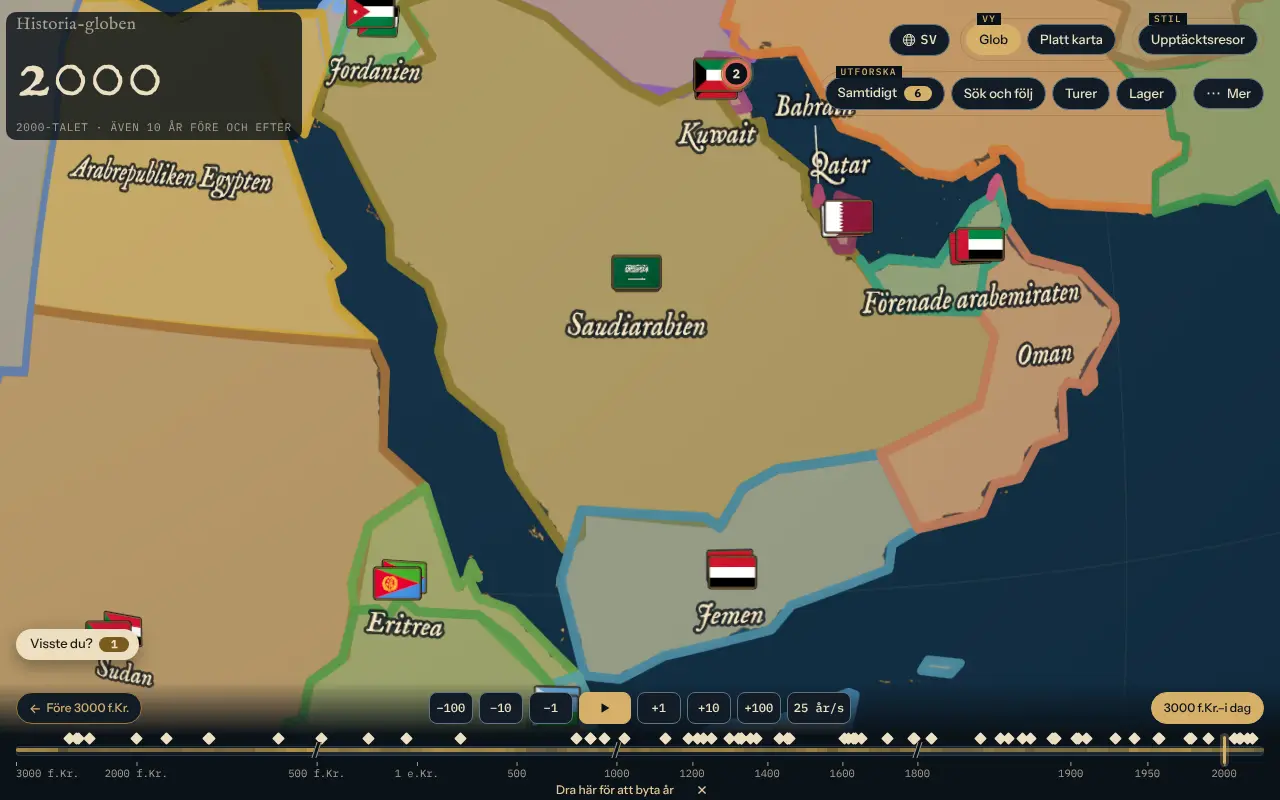 Historia-globen
2000
2000-TALET · ÄVEN 10 ÅR FÖRE OCH EFTER
SV
VY
Glob
Platt karta
STIL
Upptäcktsresor
UTFORSKA
Samtidigt 6
Sök och följ
Turer
Lager
··· Mer
Jordanien
2
Kuwait
Bahrain
Qatar
Arabrepubliken Egypten
Saudiarabien
Förenade arabemiraten
Oman
Jemen
Eritrea
Visste du? 1
Sudan
← Före 3000 f.Kr.
−100
−10
−1
+1
+10
+100
25 år/s
3000 f.Kr.–i dag
3000 f.Kr.
2000 f.Kr.
500 f.Kr.
1 e.Kr.
500
1000
1200
1400
1600
1800
1900
1950
2000
Dra här för att byta år ✕